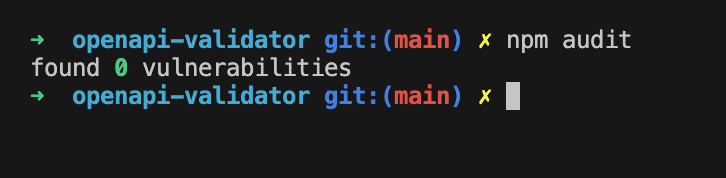 ➜  openapi-validator git:(main) ✗ npm audit
found 0 vulnerabilities
➜  openapi-validator git:(main) ✗